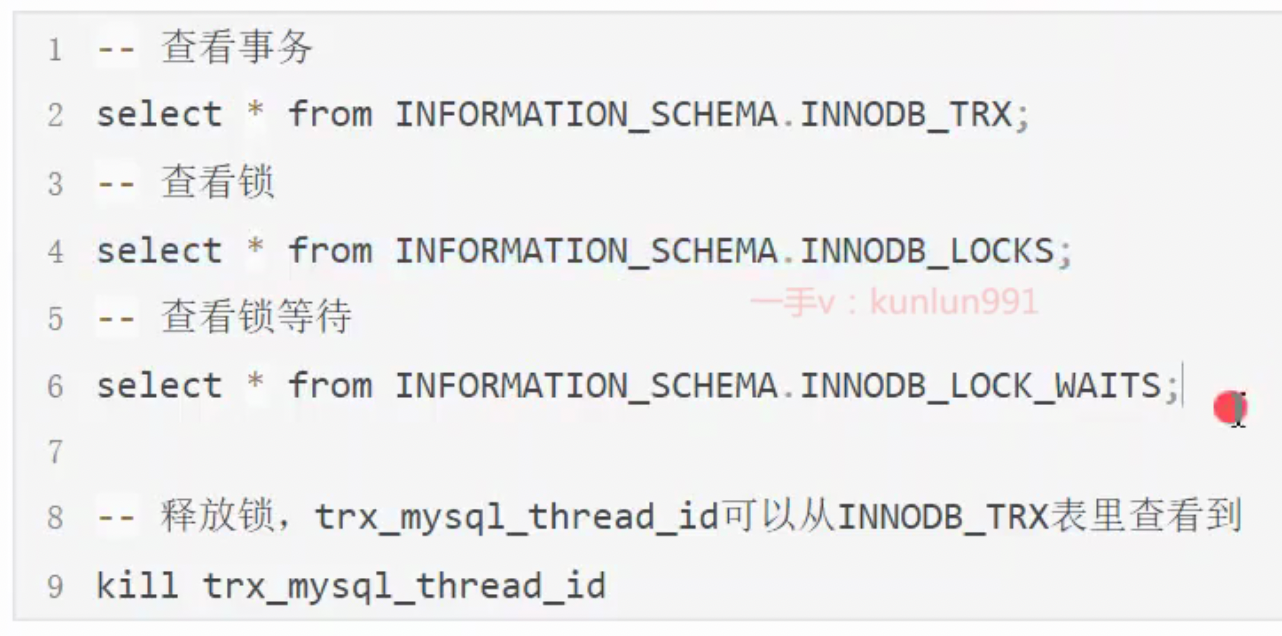 1 -- 查看事务
2 select * from INFORMATION_SCHEMA.INNODB_TRX;
3 -- 查看锁
4 select * from INFORMATION_SCHEMA.INNODB_LOCKS;
一手v：kunlun991
5 -- 查看锁等待
6 select * from INFORMATION_SCHEMA.INNODB_LOCK_WAITS;
7
8 -- 释放锁，trx_mysql_thread_id可以从INNODB_TRX表里查看到
9 kill trx_mysql_thread_id